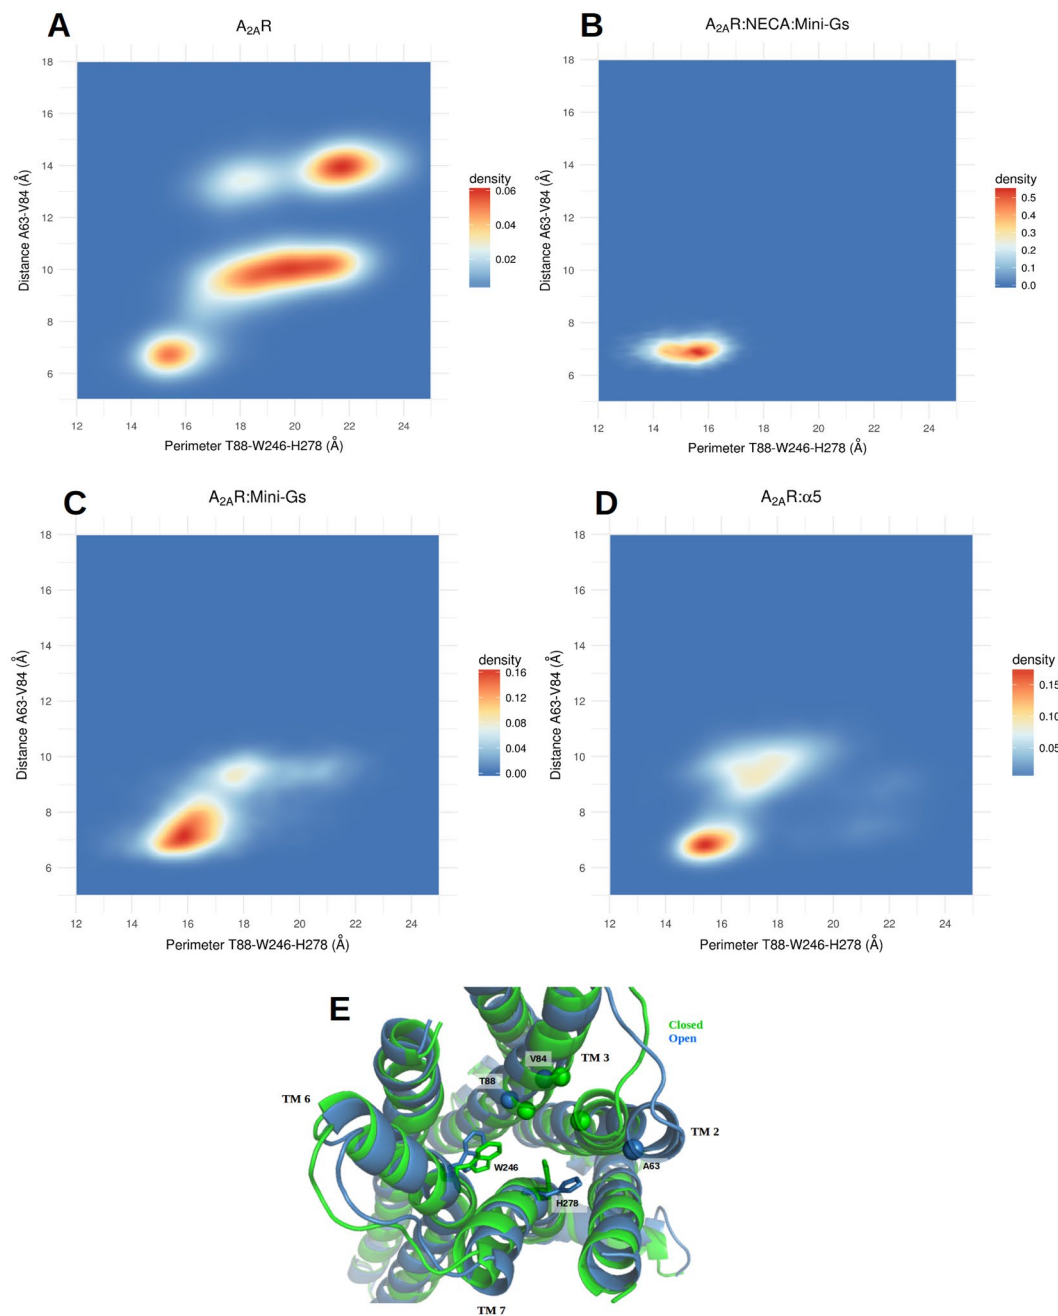 A
A2AR
18
16
14
12
10
8
6
Distance A63-V84 (Å)
12 14 16 18 20 22 24
Perimeter T88-W246-H278 (Å)
density
0.06
0.04
0.02
B
A2AR:NECA:Mini-Gs
18
16
14
12
10
8
6
Distance A63-V84 (Å)
12 14 16 18 20 22 24
Perimeter T88-W246-H278 (Å)
density
0.5
0.4
0.3
0.2
0.1
0.0
C
A2AR:Mini-Gs
18
16
14
12
10
8
6
Distance A63-V84 (Å)
12 14 16 18 20 22 24
Perimeter T88-W246-H278 (Å)
density
0.16
0.12
0.08
0.04
0.00
D
A2AR:α5
18
16
14
12
10
8
6
Distance A63-V84 (Å)
12 14 16 18 20 22 24
Perimeter T88-W246-H278 (Å)
density
0.15
0.10
0.05
E
Closed
Open
V84
TM 3
T88
TM 6
TM 2
W246
A63
H278
TM 7